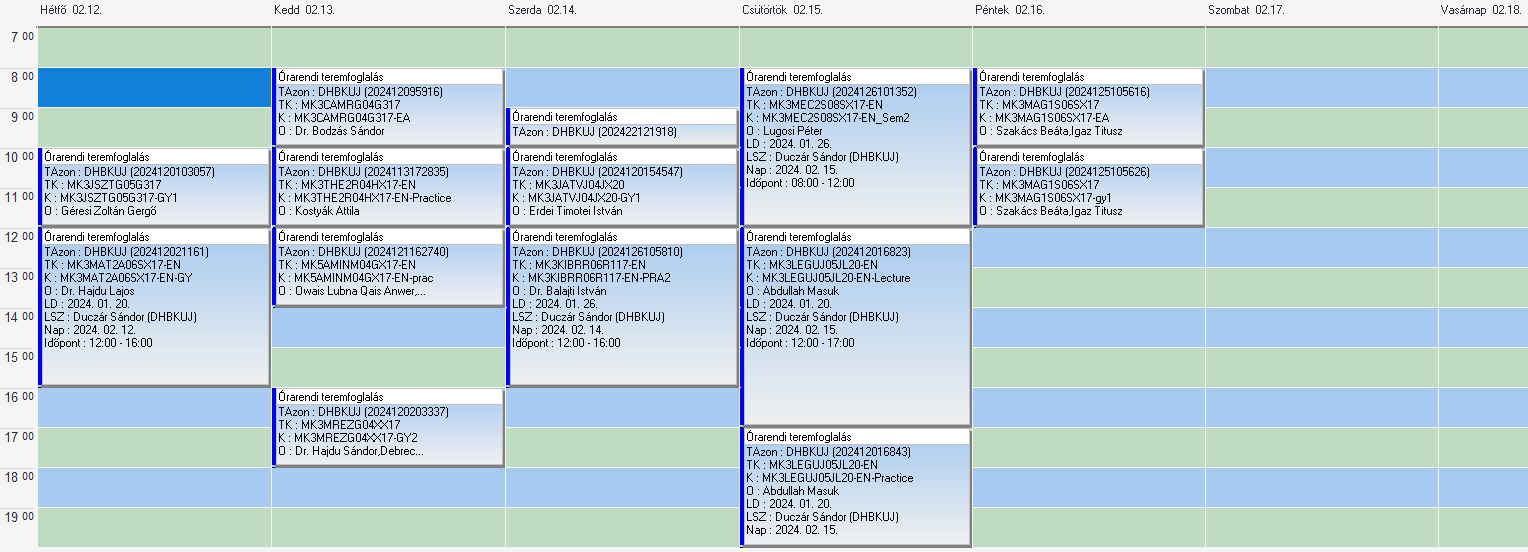 Hétfő 02.12.
Kedd 02.13.
Szerda 02.14.
Csütörtök 02.15.
Péntek 02.16.
Szombat 02.17.
Vasárnap 02.18.
7 00
8 00
9 00
10 00
11 00
12 00
13 00
14 00
15 00
16 00
17 00
18 00
19 00
Órarendi teremfoglalás
TAzon : DHBKUJ (2024120103057)
TK : MK3JSZTG05G317
K : MK3JSZTG05G317-GY1
O : Géresi Zoltán Gergő
Órarendi teremfoglalás
TAzon : DHBKUJ (202412021161)
TK : MK3MAT2A06SX17-EN
K : MK3MAT2A06SX17-EN-GY
O : Dr. Hajdu Lajos
LD : 2024. 01. 20.
LSZ : Duczár Sándor (DHBKUJ)
Nap : 2024. 02. 12.
Időpont : 12:00 - 16:00
Órarendi teremfoglalás
TAzon : DHBKUJ (202412095916)
TK : MK3CAMRG04G317
K : MK3CAMRG04G317-EA
O : Dr. Bodzás Sándor
Órarendi teremfoglalás
TAzon : DHBKUJ (2024113172835)
TK : MK3THE2R04HX17-EN
K : MK3THE2R04HX17-EN-Practice
O : Kostyák Attila
Órarendi teremfoglalás
TAzon : DHBKUJ (2024121162740)
TK : MK5AMINM04GX17-EN
K : MK5AMINM04GX17-EN-prac
O : Owais Lubna Qais Anwer,...
Órarendi teremfoglalás
TAzon : DHBKUJ (2024120203337)
TK : MK3MREZG04XX17
K : MK3MREZG04XX17-GY2
O : Dr. Hajdu Sándor,Debrec...
Órarendi teremfoglalás
TAzon : DHBKUJ (202422121918)
Órarendi teremfoglalás
TAzon : DHBKUJ (2024120154547)
TK : MK3JATVJ04JX20
K : MK3JATVJ04JX20-GY1
O : Erdei Timotei István
Órarendi teremfoglalás
TAzon : DHBKUJ (2024126105810)
TK : MK3KIBRR06R117-EN
K : MK3KIBRR06R117-EN-PRA2
O : Dr. Balajti István
LD : 2024. 01. 26.
LSZ : Duczár Sándor (DHBKUJ)
Nap : 2024. 02. 14.
Időpont : 12:00 - 16:00
Órarendi teremfoglalás
TAzon : DHBKUJ (2024126101352)
TK : MK3MEC2S08SX17-EN
K : MK3MEC2S08SX17-EN_Sem2
O : Lugosi Péter
LD : 2024. 01. 26.
LSZ : Duczár Sándor (DHBKUJ)
Nap : 2024. 02. 15.
Időpont : 08:00 - 12:00
Órarendi teremfoglalás
TAzon : DHBKUJ (202412016823)
TK : MK3LEGUJ05JL20-EN
K : MK3LEGUJ05JL20-EN-Lecture
O : Abdullah Masuk
LD : 2024. 01. 20.
LSZ : Duczár Sándor (DHBKUJ)
Nap : 2024. 02. 15.
Időpont : 12:00 - 17:00
Órarendi teremfoglalás
TAzon : DHBKUJ (202412016843)
TK : MK3LEGUJ05JL20-EN
K : MK3LEGUJ05JL20-EN-Practice
O : Abdullah Masuk
LD : 2024. 01. 20.
LSZ : Duczár Sándor (DHBKUJ)
Nap : 2024. 02. 15.
Órarendi teremfoglalás
TAzon : DHBKUJ (2024125105616)
TK : MK3MAG1S06SX17
K : MK3MAG1S06SX17-EA
O : Szakács Beáta,Igaz Titusz
Órarendi teremfoglalás
TAzon : DHBKUJ (2024125105626)
TK : MK3MAG1S06SX17
K : MK3MAG1S06SX17-gy1
O : Szakács Beáta,Igaz Titusz